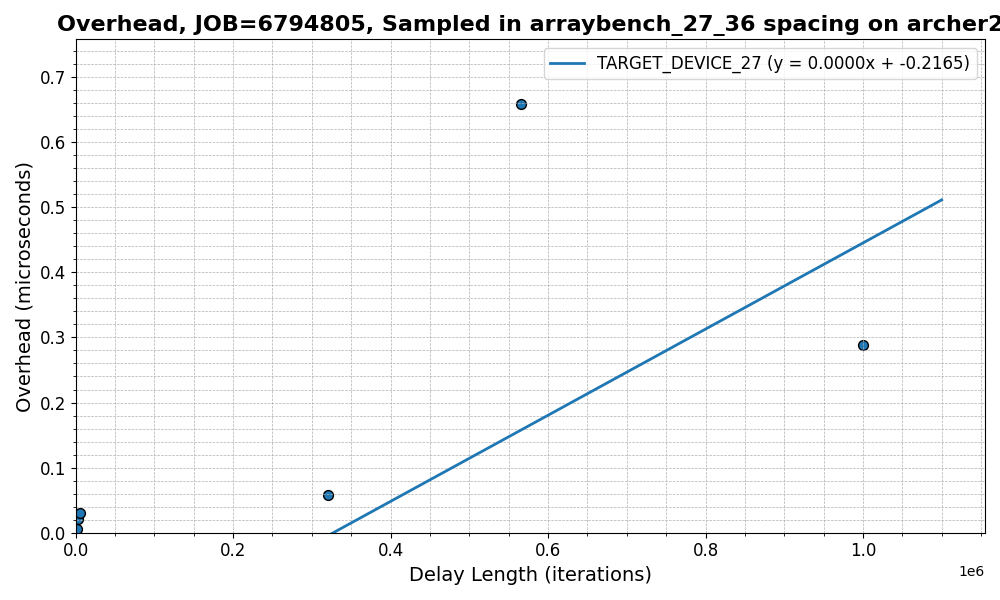 Overhead, JOB=6794805, Sampled in arraybench_27_36 spacing on archer2
TARGET_DEVICE_27 (y = 0.0000x + -0.2165)
Overhead (microseconds)
0.7
0.6
0.5
0.4
0.3
0.2
0.1
0.0
0.0 0.2 0.4 0.6 0.8 1.0
1e6
Delay Length (iterations)